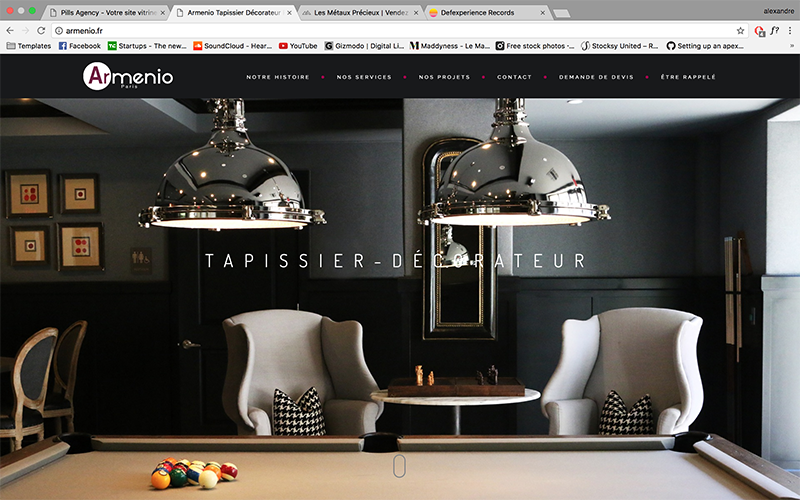 Pills Agency - Votre site vitrin
Armenio Tapissier Décorateur
Les Métaux Précieux | Vendez
Defexperience Records
alexandre
armenio.fr
Templates
Facebook
Startups - The new...
SoundCloud - Hear...
YouTube
Gizmodo | Digital Li...
Maddyness - Le Ma...
Free stock photos -...
Stocksy United – R...
Setting up an apex...
Armenio
Paris
NOTRE HISTOIRE
NOS SERVICES
NOS PROJETS
CONTACT
DEMANDE DE DEVIS
ÊTRE RAPPELÉ
TAPISSIER-DÉCORATEUR